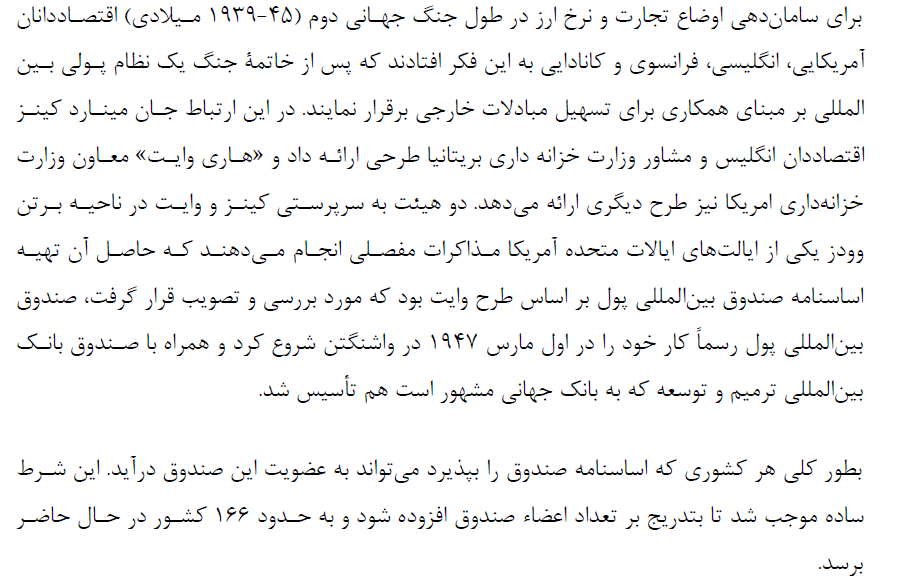 برای سامان‌دهی اوضاع تجارت و نرخ ارز در طول جنگ جهانی دوم (۴۵-۱۹۳۹ میلادی) اقتصاددانان
آمریکایی، انگلیسی، فرانسوی و کانادایی به این فکر افتادند که پس از خاتمهٔ جنگ یک نظام پولی بین
المللی بر مبنای همکاری برای تسهیل مبادلات خارجی برقرار نمایند. در این ارتباط جان مینارد کینز
اقتصاددان انگلیس و مشاور وزارت خزانه داری بریتانیا طرحی ارائه داد و «هاری وایت» معاون وزارت
خزانه‌داری امریکا نیز طرح دیگری ارائه می‌دهد. دو هیئت به سرپرستی کینز و وایت در ناحیه برتن
وودز یکی از ایالت‌های ایالات متحده آمریکا مذاکرات مفصلی انجام می‌دهند که حاصل آن تهیه
اساسنامه صندوق بین‌المللی پول بر اساس طرح وایت بود که مورد بررسی و تصویب قرار گرفت، صندوق
بین‌المللی پول رسماً کار خود را در اول مارس ۱۹۴۷ در واشنگتن شروع کرد و همراه با صندوق بانک
بین‌المللی ترمیم و توسعه که به بانک جهانی مشهور است هم تأسیس شد.
بطور کلی هر کشوری که اساسنامه صندوق را بپذیرد می‌تواند به عضویت این صندوق درآید. این شرط
ساده موجب شد تا بتدریج بر تعداد اعضاء صندوق افزوده شود و به حدود ۱۶۶ کشور در حال حاضر
برسد.